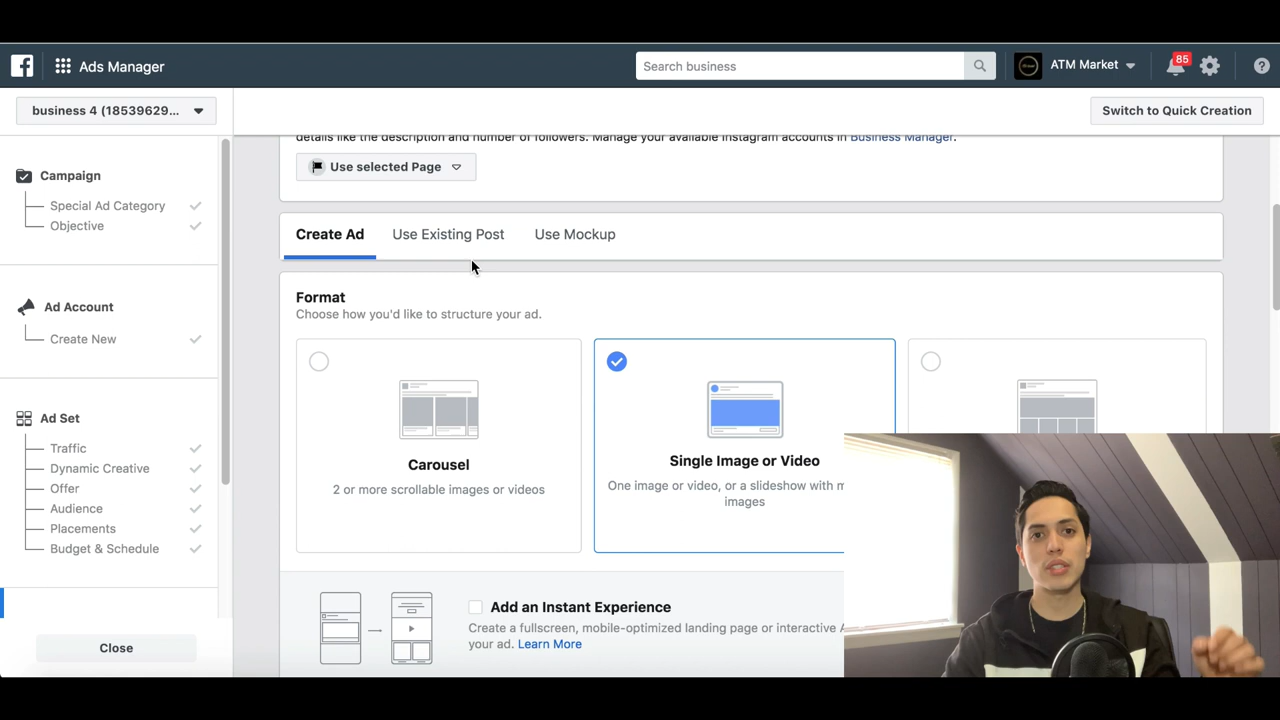 Ads Manager
Search business
ATM Market
85
business 4 (18539629...
Switch to Quick Creation
details like the description and number of followers. Manage your available Instagram accounts in Business Manager.
Use selected Page
Campaign
Special Ad Category
Objective
Create Ad
Use Existing Post
Use Mockup
Format
Choose how you'd like to structure your ad.
Ad Account
Create New
Carousel
2 or more scrollable images or videos
Single Image or Video
One image or video, or a slideshow with m
images
Ad Set
Traffic
Dynamic Creative
Offer
Audience
Placements
Budget & Schedule
Add an Instant Experience
Create a fullscreen, mobile-optimized landing page or interactive
your ad. Learn More
Close